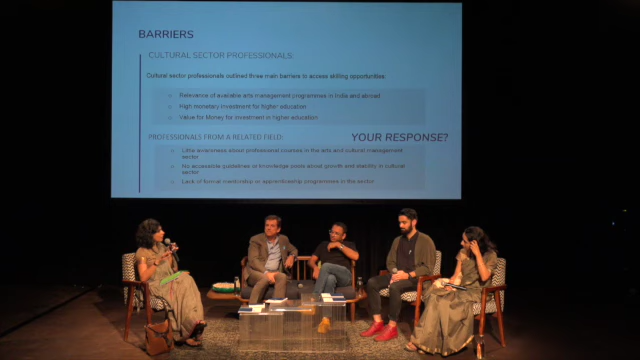 BARRIERS
CULTURAL SECTOR PROFESSIONALS:
Cultural sector professionals outlined three main barriers to access skilling opportunities:
Relevance of available arts management programmes in India and abroad
High monetary investment for higher education
Value for Money for investment in higher education
PROFESSIONALS FROM A RELATED FIELD:
YOUR RESPONSE?
Little awareness about professional courses in the arts and cultural management
sector
No accessible guidelines or knowledge posts about growth and stability in cultural
sector
Lack of formal mentorship or apprenticeship programmes in the sector